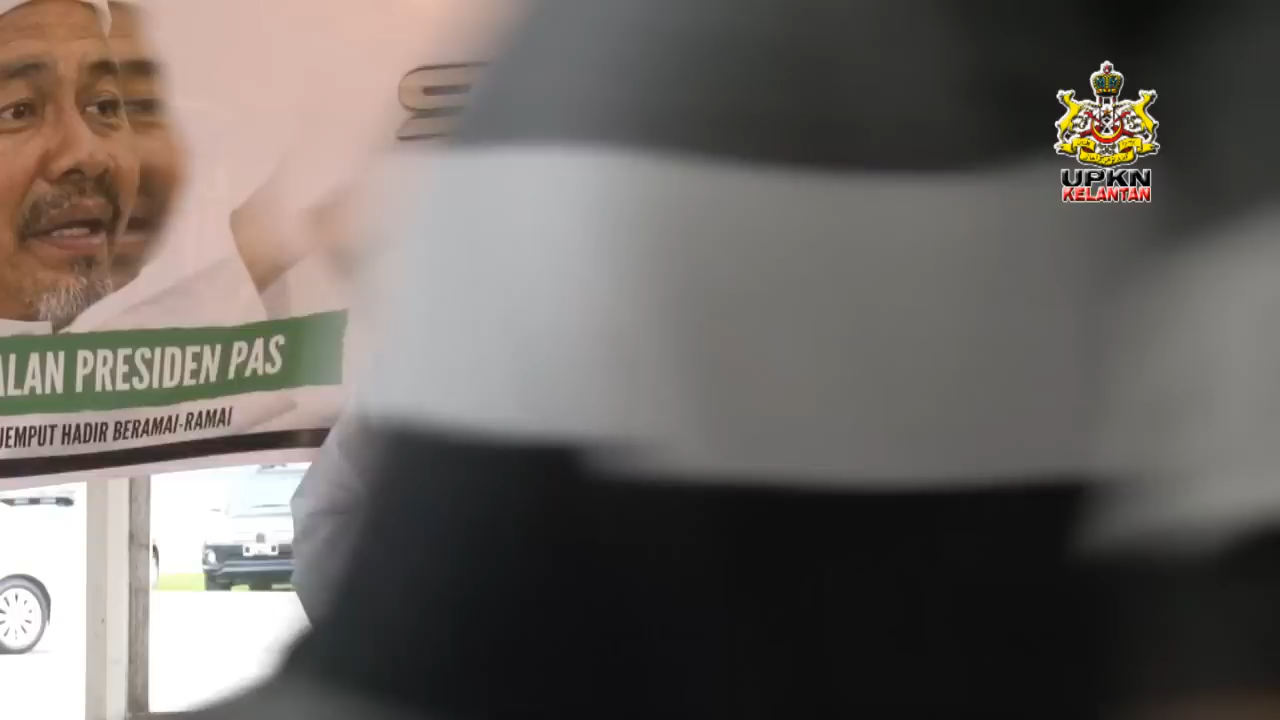 ALAN PRESIDEN PAS
JEMPUT HADIR BERAMAI-RAMAI
UPKN
KELANTAN